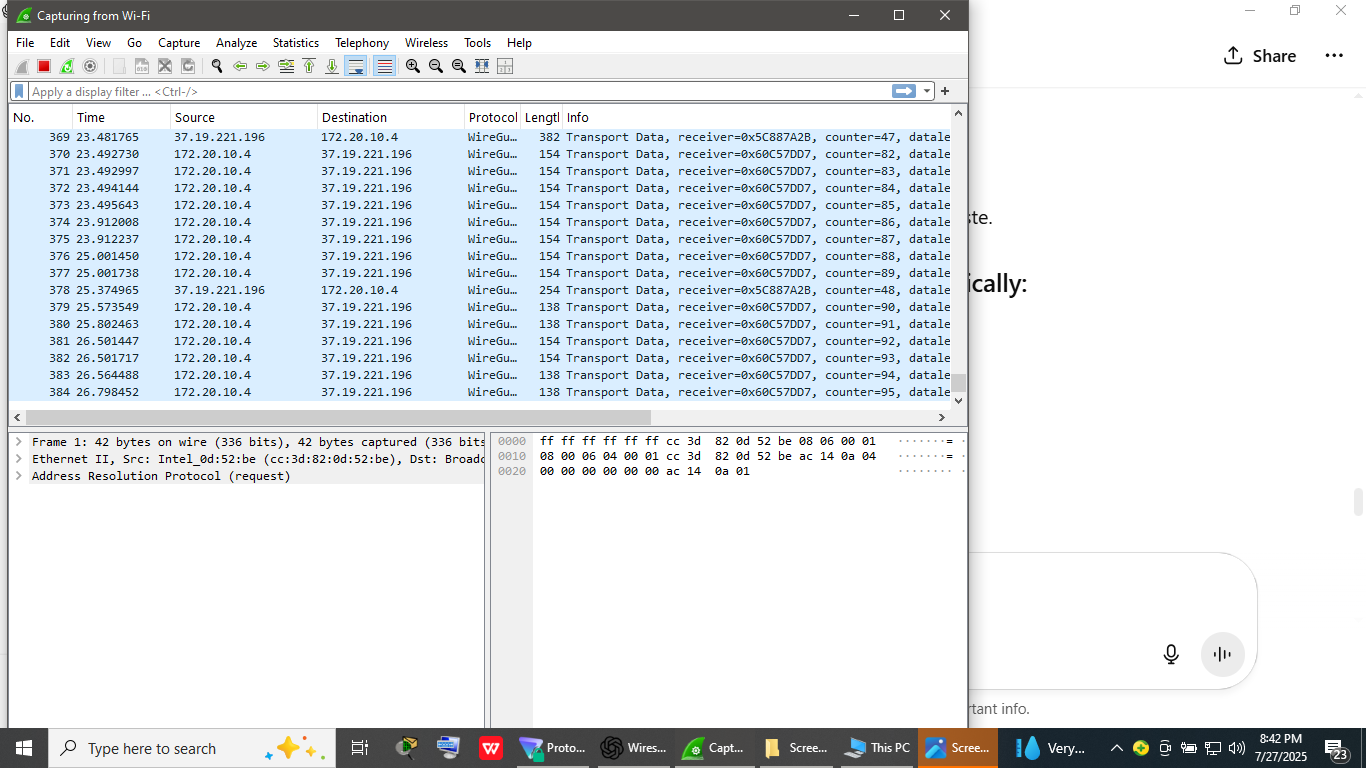 Capturing from Wi-Fi
File Edit View Go Capture Analyze Statistics Telephony Wireless Tools Help
Share
Apply a display filter ... <Ctrl-/>
No. Time Source Destination Protocol Lengtl Info
369 23.481765 37.19.221.196 172.20.10.4 WireGu… 382 Transport Data, receiver=0x5C887A2B, counter=47, datale
370 23.492730 172.20.10.4 37.19.221.196 WireGu… 154 Transport Data, receiver=0x60C57DD7, counter=82, datale
371 23.492997 172.20.10.4 37.19.221.196 WireGu… 154 Transport Data, receiver=0x60C57DD7, counter=83, datale
372 23.494144 172.20.10.4 37.19.221.196 WireGu… 154 Transport Data, receiver=0x60C57DD7, counter=84, datale
373 23.495643 172.20.10.4 37.19.221.196 WireGu… 154 Transport Data, receiver=0x60C57DD7, counter=85, datale
374 23.912008 172.20.10.4 37.19.221.196 WireGu… 154 Transport Data, receiver=0x60C57DD7, counter=86, datale
375 23.912237 172.20.10.4 37.19.221.196 WireGu… 154 Transport Data, receiver=0x60C57DD7, counter=87, datale
376 25.001450 172.20.10.4 37.19.221.196 WireGu… 154 Transport Data, receiver=0x60C57DD7, counter=88, datale
377 25.001738 172.20.10.4 37.19.221.196 WireGu… 154 Transport Data, receiver=0x60C57DD7, counter=89, datale
378 25.374965 37.19.221.196 172.20.10.4 WireGu… 254 Transport Data, receiver=0x5C887A2B, counter=48, datale
379 25.573549 172.20.10.4 37.19.221.196 WireGu… 138 Transport Data, receiver=0x60C57DD7, counter=90, datale
380 25.802463 172.20.10.4 37.19.221.196 WireGu… 138 Transport Data, receiver=0x60C57DD7, counter=91, datale
381 26.501447 172.20.10.4 37.19.221.196 WireGu… 154 Transport Data, receiver=0x60C57DD7, counter=92, datale
382 26.501717 172.20.10.4 37.19.221.196 WireGu… 154 Transport Data, receiver=0x60C57DD7, counter=93, datale
383 26.564488 172.20.10.4 37.19.221.196 WireGu… 138 Transport Data, receiver=0x60C57DD7, counter=94, datale
384 26.798452 172.20.10.4 37.19.221.196 WireGu… 138 Transport Data, receiver=0x60C57DD7, counter=95, datale
ste.
ically:
Frame 1: 42 bytes on wire (336 bits), 42 bytes captured (336 bits
Ethernet II, Src: Intel_0d:52:be (cc:3d:82:0d:52:be), Dst: Broadc
Address Resolution Protocol (request)
0000 ff ff ff ff ff ff cc 3d 82 0d 52 be 08 06 00 01 ·······= ·
0010 08 00 06 04 00 01 cc 3d 82 0d 52 be ac 14 0a 04 ·······= ·
0020 00 00 00 00 00 00 ac 14 0a 01 ········ ·
rtant info.
Type here to search
Proto...
Wires...
Capt...
Scree...
This PC
Scree...
Very...
8:42 PM
7/27/2025
23